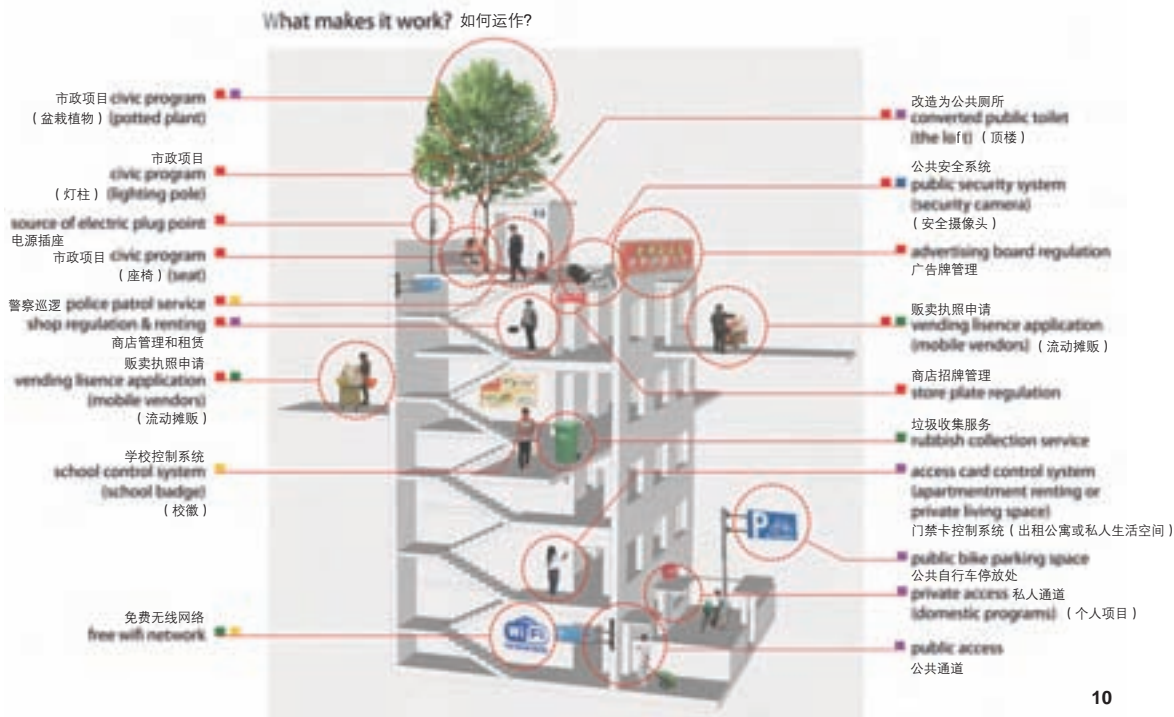 What makes it work? 如何运作?
市政项目 civic program
(盆栽植物) (potted plant)
市政项目
civic program
(灯柱) (lighting pole)
source of electric plug point
电源插座
市政项目 civic program
(座椅) (seat)
警察巡逻 police patrol service
shop regulation & renting
商店管理和租赁
贩卖执照申请
vending lisence application
(mobile vendors)
(流动摊贩)
学校控制系统
school control system
(school badge)
(校徽)
免费无线网络
free wifi network
WiFi
P
改造为公共厕所
converted public toilet
(the loft) (顶楼)
公共安全系统
public security system
(security camera)
(安全摄像头)
advertising board regulation
广告牌管理
贩卖执照申请
vending lisence application
(mobile vendors) (流动摊贩)
商店招牌管理
store plate regulation
垃圾收集服务
rubbish collection service
access card control system
(apartmentment renting or
private living space)
门禁卡控制系统(出租公寓或私人生活空间)
public bike parking space
公共自行车停放处
private access 私人通道
(domestic programs) (个人项目)
public access
公共通道
10